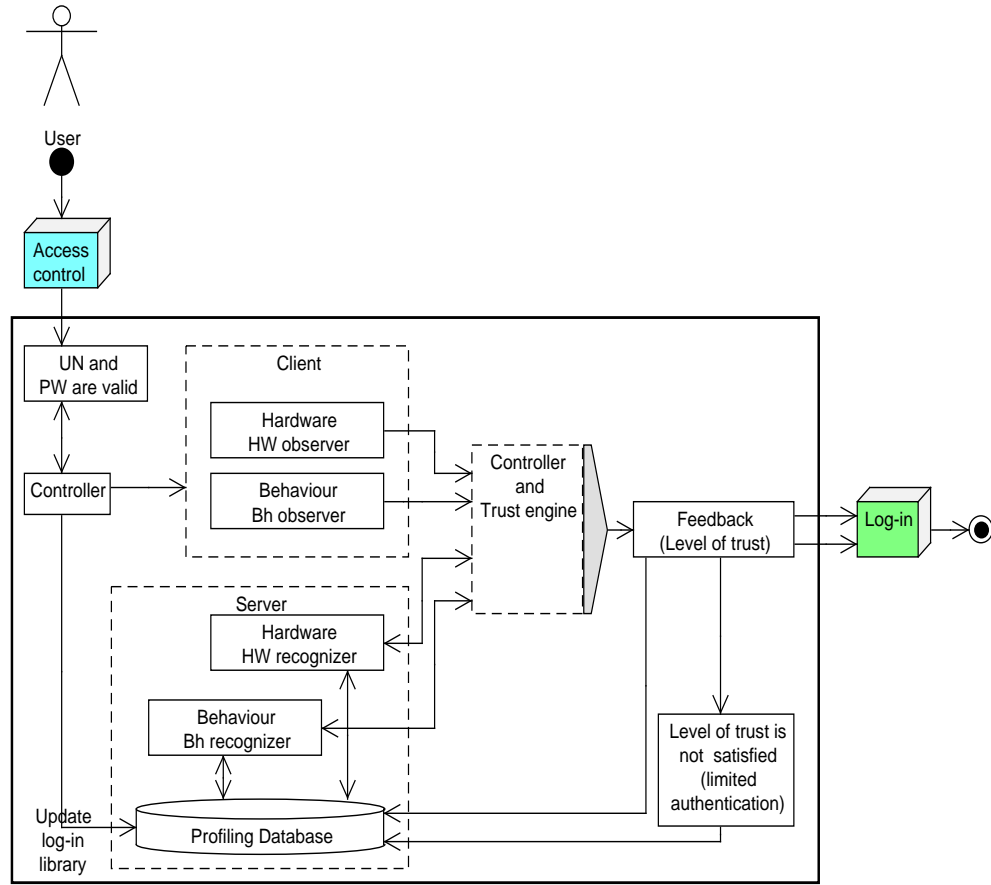 User
Access
control
UN and
PW are valid
Controller
Client
Hardware
HW observer
Behaviour
Bh observer
Controller
and
Trust engine
Feedback
(Level of trust)
Log-in
Server
Hardware
HW recognizer
Behaviour
Bh recognizer
Level of trust is
not satisfied
(limited
authentication)
Update
log-in
library
Profiling Database